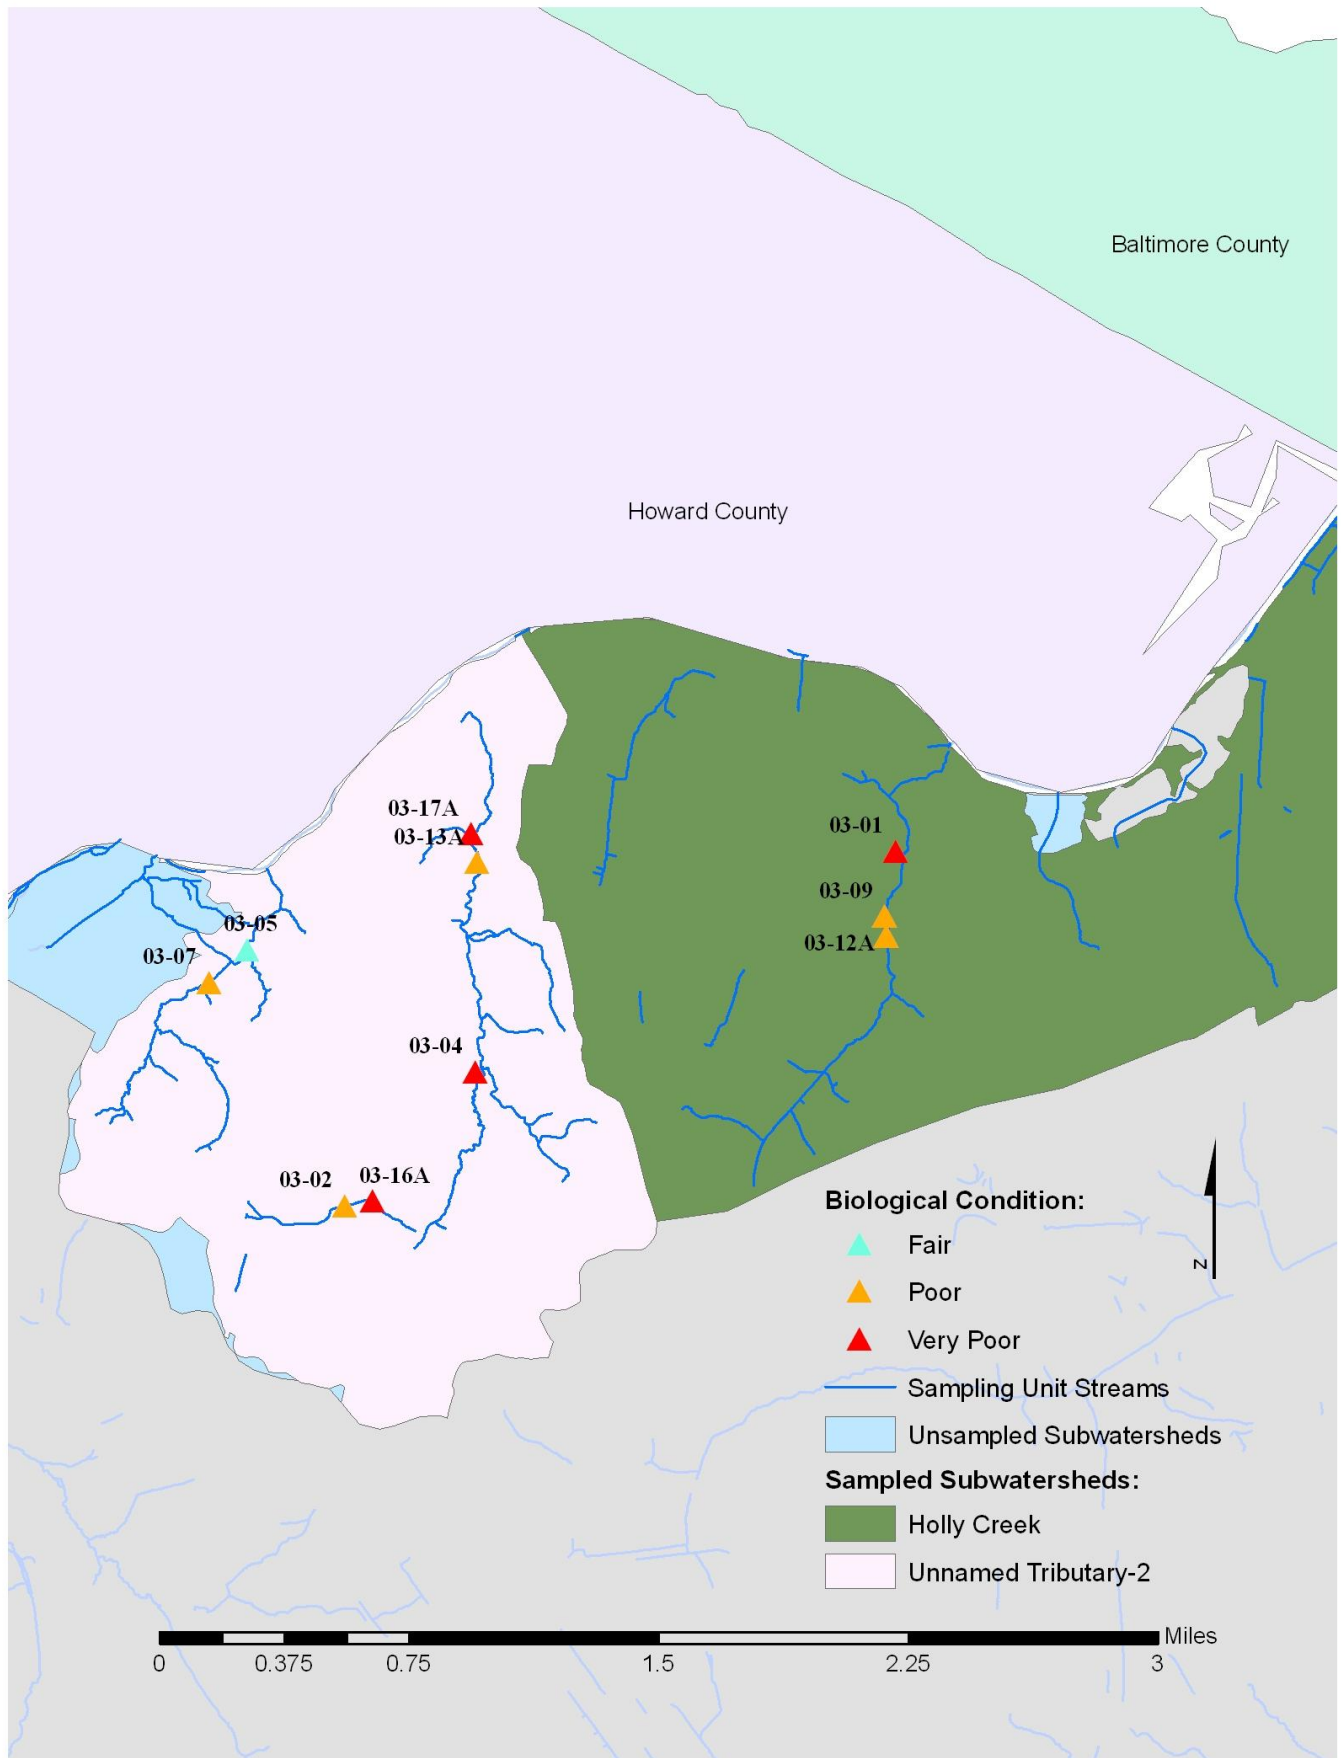 Baltimore County
Howard County
03-17A
03-13A
03-01
03-09
03-12A
03-05
03-07
03-04
03-02
03-16A
Biological Condition:
Fair
Poor
Very Poor
Sampling Unit Streams
Unsampled Subwatersheds
Sampled Subwatersheds:
Holly Creek
Unnamed Tributary-2
N
Miles
0 0.375 0.75 1.5 2.25 3